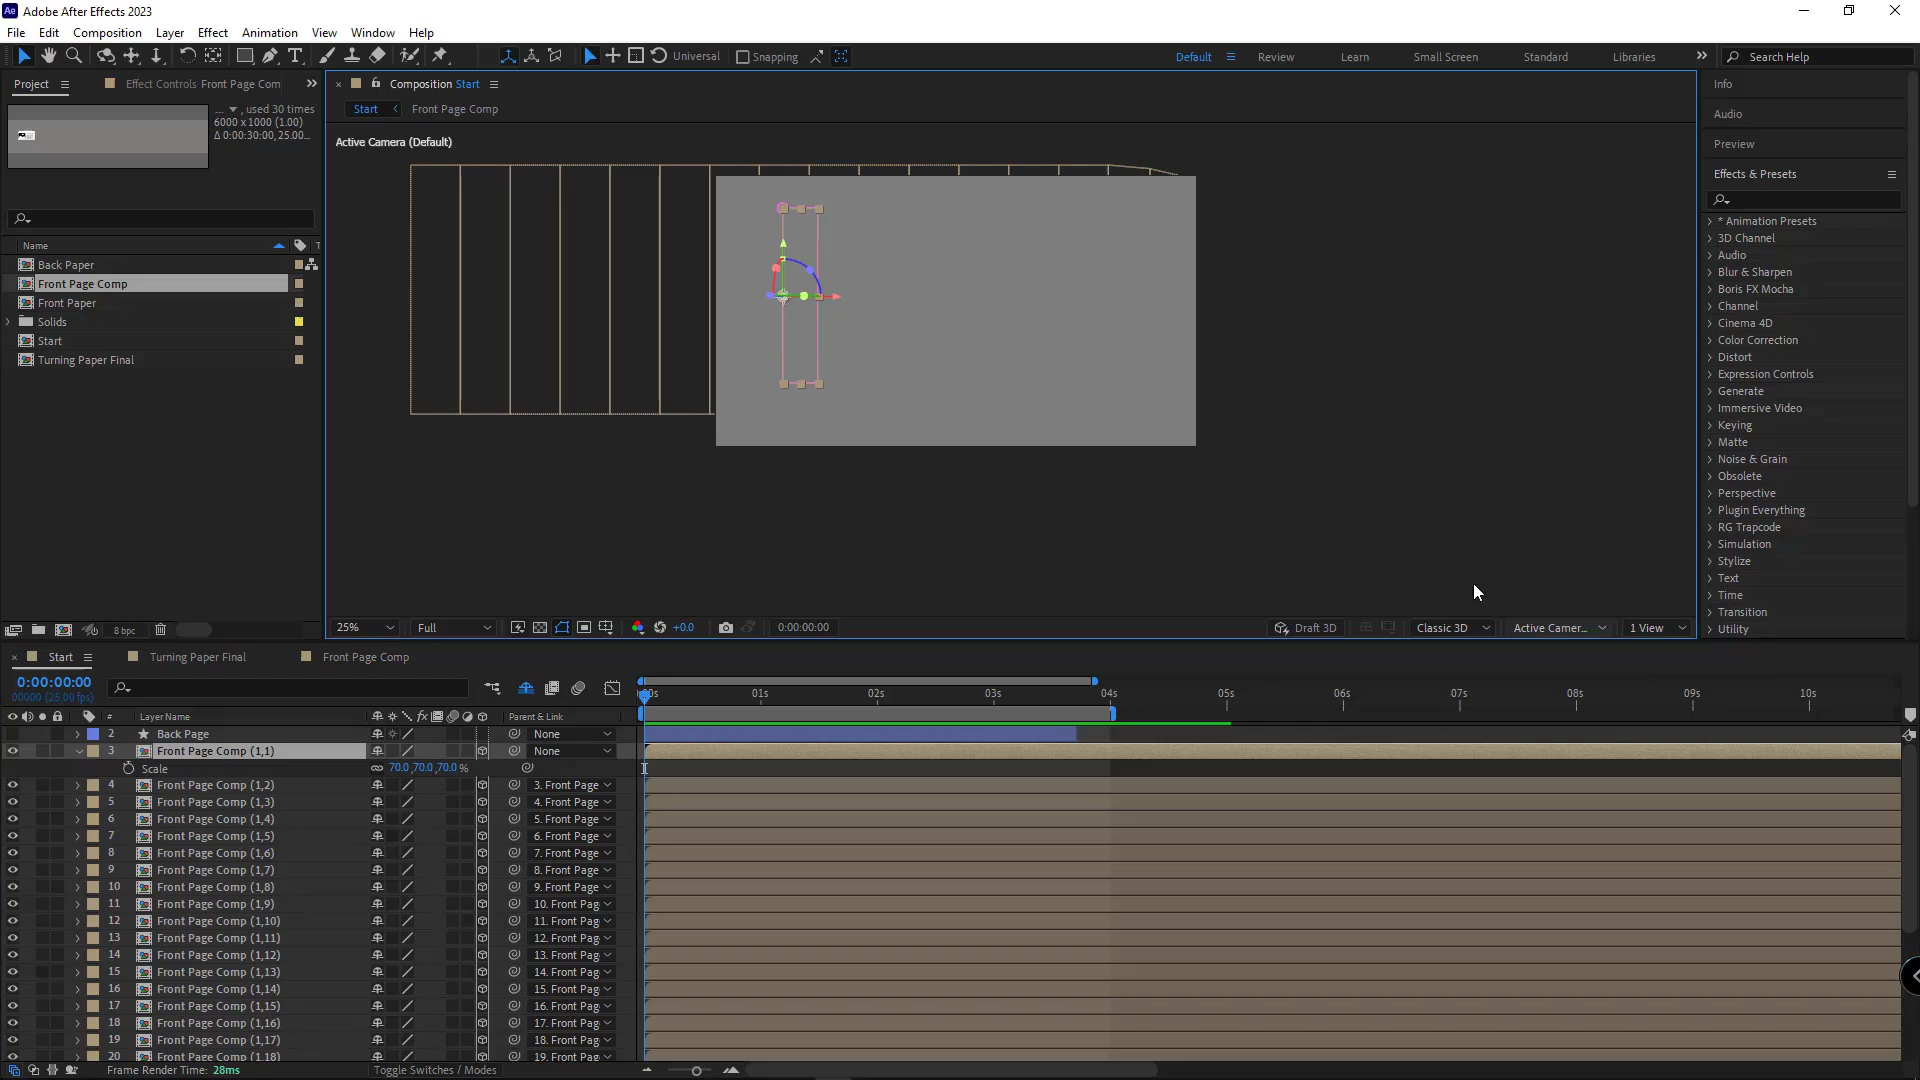 Adobe After Effects 2023
File Edit Composition Layer Effect Animation View Window Help
Universal Snapping Default Review Learn Small Screen Standard Libraries Search Help
Project Effect Controls Front Page Com
Composition Start
Info
... , used 30 times
6000 x 1000 (1.00)
Δ 0:00:30:00, 25.00...
Start Front Page Comp
Audio
Active Camera (Default)
Preview
Effects & Presets
Name
Back Paper
Front Page Comp
Front Paper
Solids
Start
Turning Paper Final
* Animation Presets
3D Channel
Audio
Blur & Sharpen
Boris FX Mocha
Channel
Cinema 4D
Color Correction
Distort
Expression Controls
Generate
Immersive Video
Keying
Matte
Noise & Grain
Obsolete
Perspective
Plugin Everything
RG Trapcode
Simulation
Stylize
Text
Time
Transition
Utility
8 bpc
25% Full +0.0 0:00:00:00 Draft 3D Classic 3D Active Camer... 1 View
Start Turning Paper Final Front Page Comp
0:00:00:00
00000 (25.00 fps)
:00s 01s 02s 03s 04s 05s 06s 07s 08s 09s 10s
# Layer Name Parent & Link
2 Back Page None
3 Front Page Comp (1,1) None
Scale 70.0,70.0,70.0 %
4 Front Page Comp (1,2) 3. Front Page
5 Front Page Comp (1,3) 4. Front Page
6 Front Page Comp (1,4) 5. Front Page
7 Front Page Comp (1,5) 6. Front Page
8 Front Page Comp (1,6) 7. Front Page
9 Front Page Comp (1,7) 8. Front Page
10 Front Page Comp (1,8) 9. Front Page
11 Front Page Comp (1,9) 10. Front Pag
12 Front Page Comp (1,10) 11. Front Pag
13 Front Page Comp (1,11) 12. Front Pag
14 Front Page Comp (1,12) 13. Front Pag
15 Front Page Comp (1,13) 14. Front Pag
16 Front Page Comp (1,14) 15. Front Pag
17 Front Page Comp (1,15) 16. Front Pag
18 Front Page Comp (1,16) 17. Front Pag
19 Front Page Comp (1,17) 18. Front Pag
20 Front Page Comp (1,18) 19. Front Pag
Frame Render Time: 28ms Toggle Switches / Modes